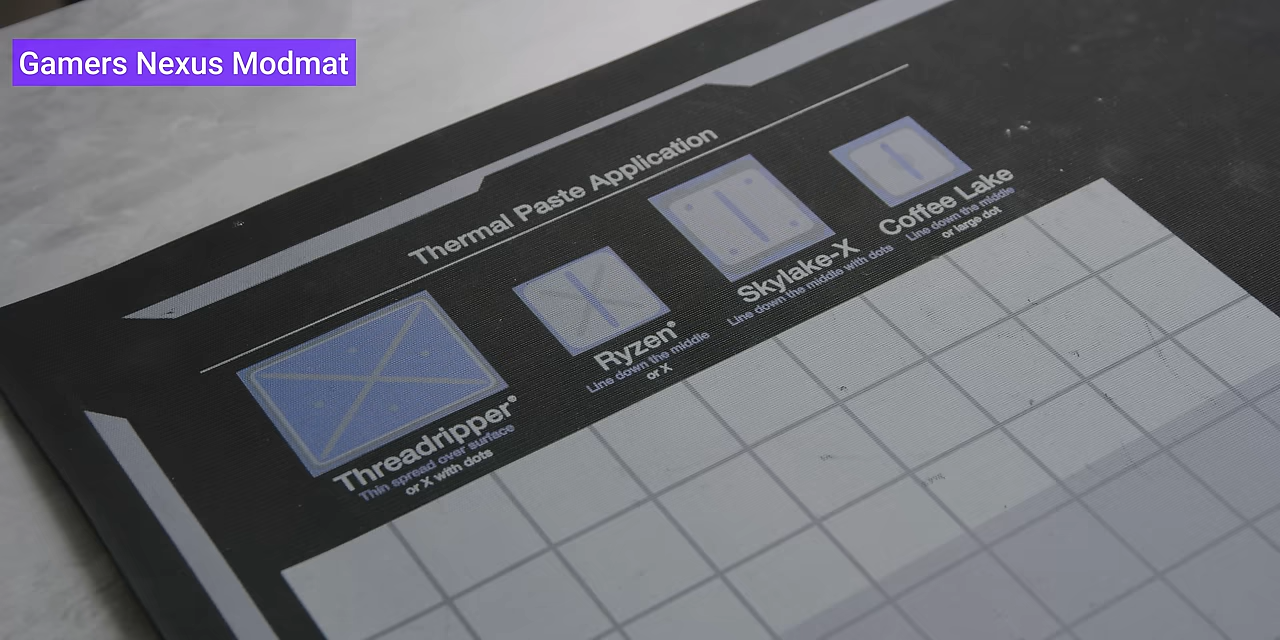 Gamers Nexus Modmat
Thermal Paste Application
Threadripper®
Thin spread over surface
or X with dots
Ryzen®
Line down the middle
or X
Skylake-X
Line down the middle with dots
Coffee Lake
Line down the middle
or large dot